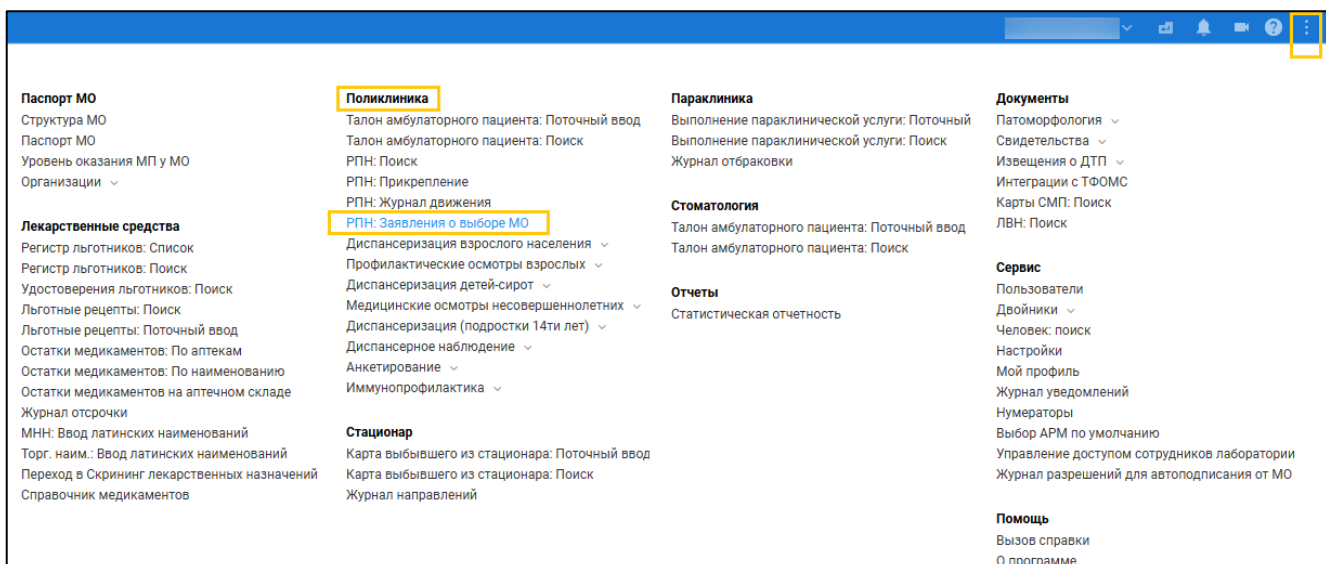 Паспорт МО
Структура МО
Паспорт МО
Уровень оказания МП у МО
Организации
Лекарственные средства
Регистр льготников: Список
Регистр льготников: Поиск
Удостоверения льготников: Поиск
Льготные рецепты: Поиск
Льготные рецепты: Поточный ввод
Остатки медикаментов: По аптекам
Остатки медикаментов: По наименованию
Остатки медикаментов на аптечном складе
Журнал отсрочки
МНН: Ввод латинских наименований
Торг. наим.: Ввод латинских наименований
Переход в Скрининг лекарственных назначений
Справочник медикаментов
Поликлиника
Талон амбулаторного пациента: Поточный ввод
Талон амбулаторного пациента: Поиск
РПН: Поиск
РПН: Прикрепление
РПН: Журнал движения
РПН: Заявления о выборе МО
Диспансеризация взрослого населения
Профилактические осмотры взрослых
Диспансеризация детей-сирот
Медицинские осмотры несовершеннолетних
Диспансеризация (подростки 14ти лет)
Диспансерное наблюдение
Анкетирование
Иммунопрофилактика
Стационар
Карта выбывшего из стационара: Поточный ввод
Карта выбывшего из стационара: Поиск
Журнал направлений
Параклиника
Выполнение параклинической услуги: Поточный
Выполнение параклинической услуги: Поиск
Журнал отбраковки
Стоматология
Талон амбулаторного пациента: Поточный ввод
Талон амбулаторного пациента: Поиск
Отчеты
Статистическая отчетность
Документы
Патоморфология
Свидетельства
Извещения о ДТП
Интеграции с ТФОМС
Карты СМП: Поиск
ЛВН: Поиск
Сервис
Пользователи
Двойники
Человек: поиск
Настройки
Мой профиль
Журнал уведомлений
Нумераторы
Выбор АРМ по умолчанию
Управление доступом сотрудников лаборатории
Журнал разрешений для автоподписания от МО
Помощь
Вызов справки
О программе